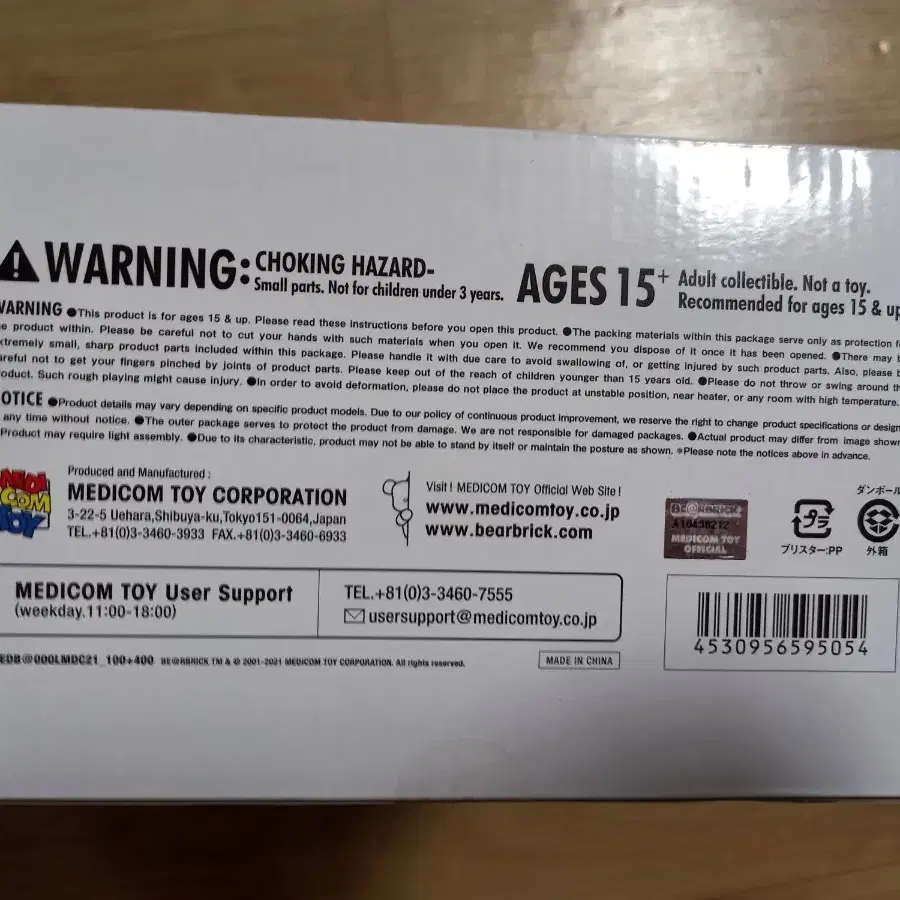 WARNING: CHOKING HAZARD-
Small parts. Not for children under 3 years.
AGES 15+ Adult collectible. Not a toy.
Recommended for ages 15 & up
WARNING ●This product is for ages 15 & up. Please read these instructions before you open this product. ●The packing materials within this package serve only as protection
product within. Please be careful not to cut your hands with such materials when you open it. We recommend you dispose of it once it has been opened. ●There may
extremely small, sharp product parts included within this package. Please handle it with due care to avoid swallowing of, or getting injured by such product parts. Also, please
careful not to get your fingers pinched by joints of product parts. Please keep out of the reach of children younger than 15 years old. ●Please do not throw or swing around the
product. Such rough playing might cause injury. ●In order to avoid deformation, please do not place the product at unstable position, near heater, or any room with high temperature.
NOTICE ●Product details may vary depending on specific product models. Due to our policy of continuous product improvement, we reserve the right to change product specifications or design
any time without notice. ●The outer package serves to protect the product from damage. We are not responsible for damaged packages. ●Actual product may differ from image shown
Product may require light assembly. ●Due to its characteristic, product may not be able to stand by itself or maintain the posture as shown. *Please note the notices above in advance.
MEDI
COM
TOY
Produced and Manufactured :
MEDICOM TOY CORPORATION
3-22-5 Uehara,Shibuya-ku,Tokyo151-0064,Japan
TEL.+81(0)3-3460-3933 FAX.+81(0)3-3460-6933
Visit ! MEDICOM TOY Official Web Site !
www.medicomtoy.co.jp
www.bearbrick.com
BE@RBRICK
A10430212
MEDICOM TOY
OFFICIAL
プラ
ブリスター:PP
ダンボール
外箱
MEDICOM TOY User Support
(weekday.11:00-18:00)
TEL.+81(0)3-3460-7555
usersupport@medicomtoy.co.jp
EDB@000LMDC21_100+400 BE@RBRICK TM & © 2001-2021 MEDICOM TOY CORPORATION. All rights reserved.
MADE IN CHINA
4530956595054